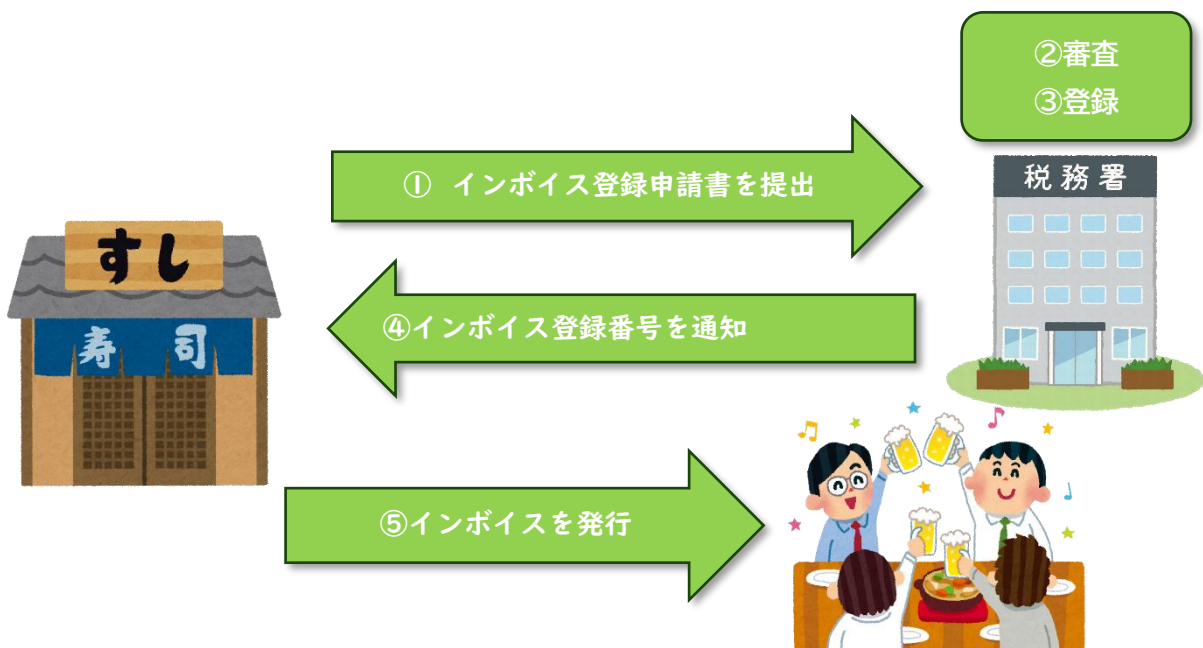 ②審査
③登録
① インボイス登録申請書を提出
税務署
すし
寿司
④インボイス登録番号を通知
⑤インボイスを発行